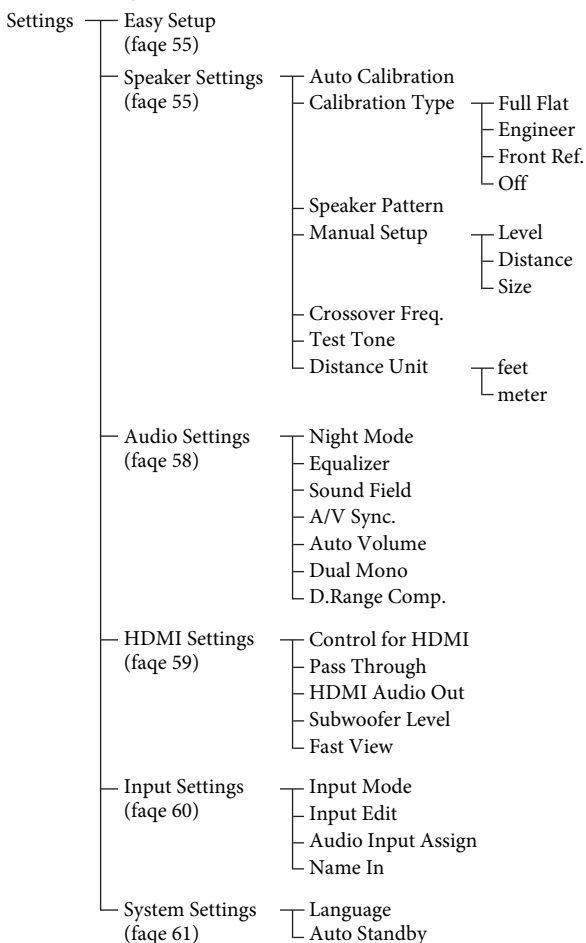 Settings
Easy Setup
(faqe 55)
Speaker Settings
(faqe 55)
Auto Calibration
Calibration Type
Full Flat
Engineer
Front Ref.
Off
Speaker Pattern
Manual Setup
Level
Distance
Size
Crossover Freq.
Test Tone
Distance Unit
feet
meter
Audio Settings
(faqe 58)
Night Mode
Equalizer
Sound Field
A/V Sync.
Auto Volume
Dual Mono
D.Range Comp.
HDMI Settings
(faqe 59)
Control for HDMI
Pass Through
HDMI Audio Out
Subwoofer Level
Fast View
Input Settings
(faqe 60)
Input Mode
Input Edit
Audio Input Assign
Name In
System Settings
(faqe 61)
Language
Auto Standby